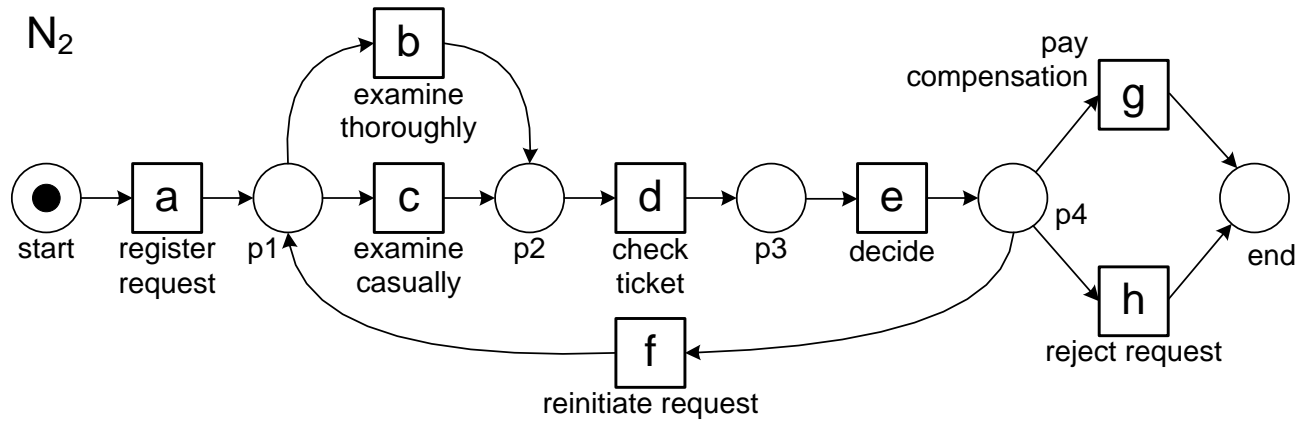 N2
b
examine
thoroughly
pay
compensation
g
start
a
register
request
p1
c
examine
casually
p2
d
check
ticket
p3
e
decide
p4
end
h
reject request
f
reinitiate request